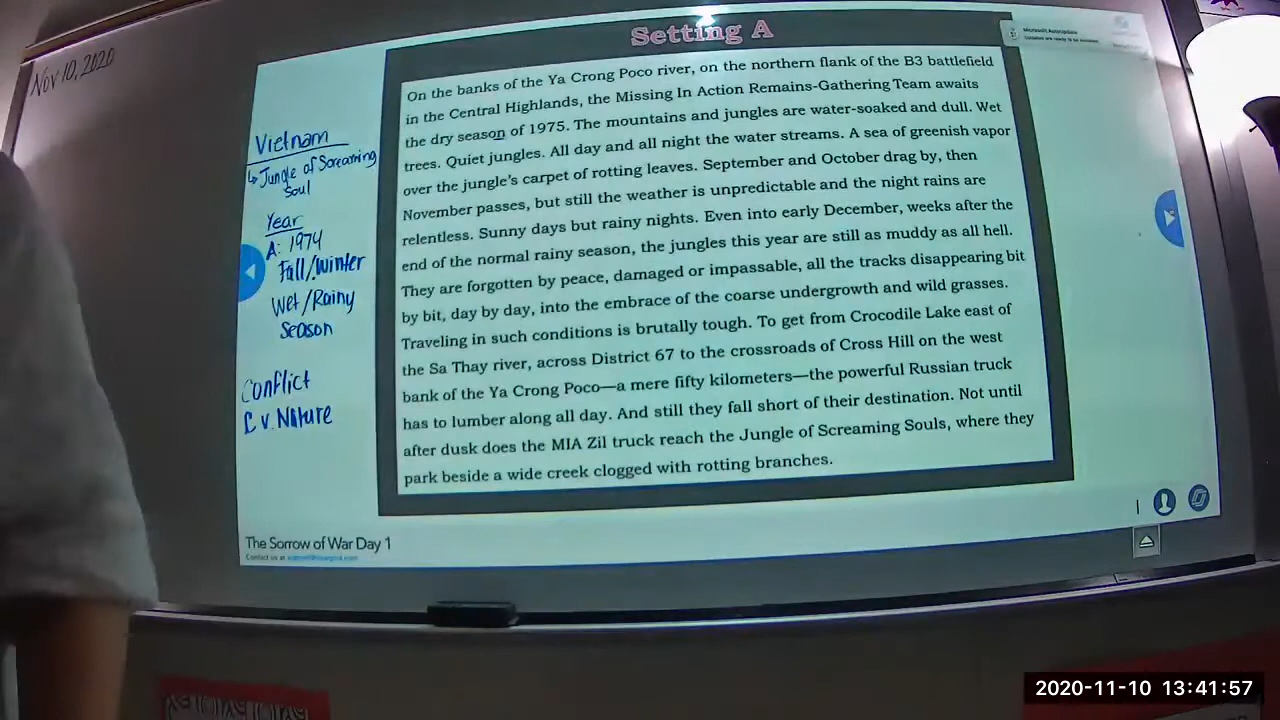 Nov 10, 2020
Setting A
Microsoft AutoUpdate
Vietnam
↳ Jungle of Screaming
Soul
Year
A: 1974
Fall/Winter
Wet/Rainy
Season
Conflict
C v. Nature
On the banks of the Ya Crong Poco river, on the northern flank of the B3 battlefield
in the Central Highlands, the Missing In Action Remains-Gathering Team awaits
the dry season of 1975. The mountains and jungles are water-soaked and dull. Wet
trees. Quiet jungles. All day and all night the water streams. A sea of greenish vapor
over the jungle's carpet of rotting leaves. September and October drag by, then
November passes, but still the weather is unpredictable and the night rains are
relentless. Sunny days but rainy nights. Even into early December, weeks after the
end of the normal rainy season, the jungles this year are still as muddy as all hell.
They are forgotten by peace, damaged or impassable, all the tracks disappearing bit
by bit, day by day, into the embrace of the coarse undergrowth and wild grasses.
Traveling in such conditions is brutally tough. To get from Crocodile Lake east of
the Sa Thay river, across District 67 to the crossroads of Cross Hill on the west
bank of the Ya Crong Poco—a mere fifty kilometers—the powerful Russian truck
has to lumber along all day. And still they fall short of their destination. Not until
after dusk does the MIA Zil truck reach the Jungle of Screaming Souls, where they
park beside a wide creek clogged with rotting branches.
The Sorrow of War Day 1
Contact us at
2020-11-10 13:41:57